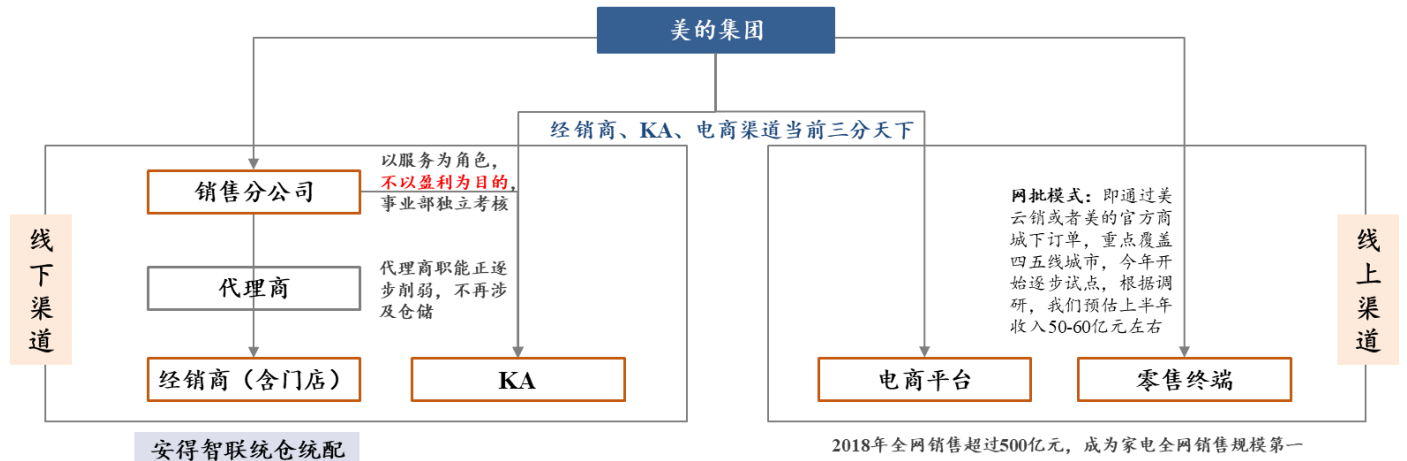 美的集团
经销商、KA、电商渠道当前三分天下
线下渠道
销售分公司
以服务为角色，
不以盈利为目的，
事业部独立考核
代理商
代理商职能正逐
步削弱，不再涉
及仓储
经销商（含门店）
KA
安得智联统仓统配
网批模式：即通过美
云销或者美的官方商
城下订单，重点覆盖
四五线城市，今年开
始逐步试点，根据调
研，我们预估上半年
收入50-60亿元左右
电商平台
零售终端
线上渠道
2018年全网销售超过500亿元，成为家电全网销售规模第一